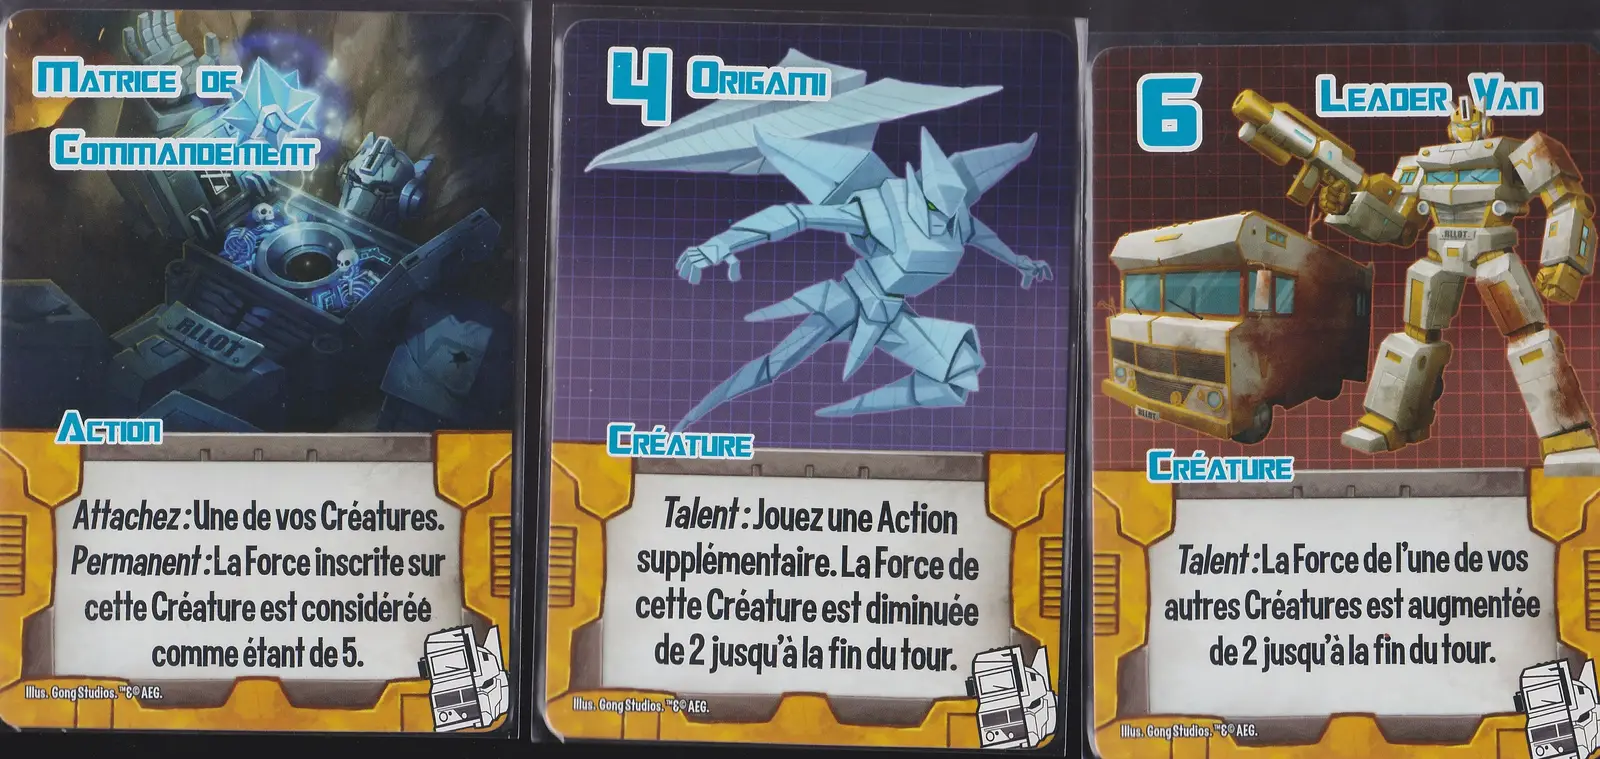 Matrice de
Commandement
.RLLOT.
Action
Attachez : Une de vos Créatures.
Permanent : La Force inscrite sur
cette Créature est considéréé
comme étant de 5.
Illus. Gong Studios. ™&© AEG.
4 Origami
Créature
Talent : Jouez une Action
supplémentaire. La Force de
cette Créature est diminuée
de 2 jusqu'à la fin du tour.
Illus. Gong Studios. ™&© AEG.
6 Leader Van
.RLLOT.
RLLOT.
Créature
Talent : La Force de l'une de vos
autres Créatures est augmentée
de 2 jusqu'à la fin du tour.
Illus. Gong Studios. ™&© AEG.